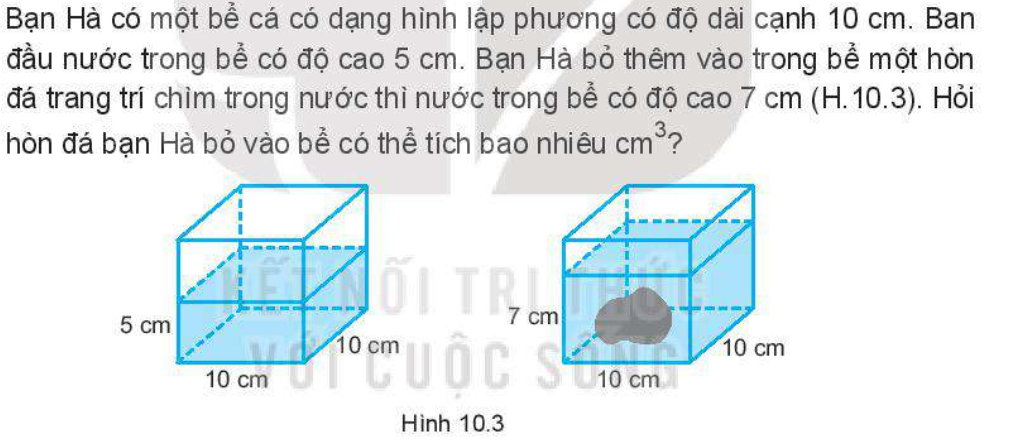 Bạn Hà có một bể cá có dạng hình lập phương có độ dài cạnh 10 cm. Ban
đầu nước trong bể có độ cao 5 cm. Bạn Hà bỏ thêm vào trong bể một hòn
đá trang trí chìm trong nước thì nước trong bể có độ cao 7 cm (H.10.3). Hỏi
hòn đá bạn Hà bỏ vào bể có thể tích bao nhiêu cm³?
KẾT NỐI TRI THỨC
5 cm
7 cm
VỚI CUỘC SỐNG
10 cm
10 cm
10 cm
10 cm
Hình 10.3